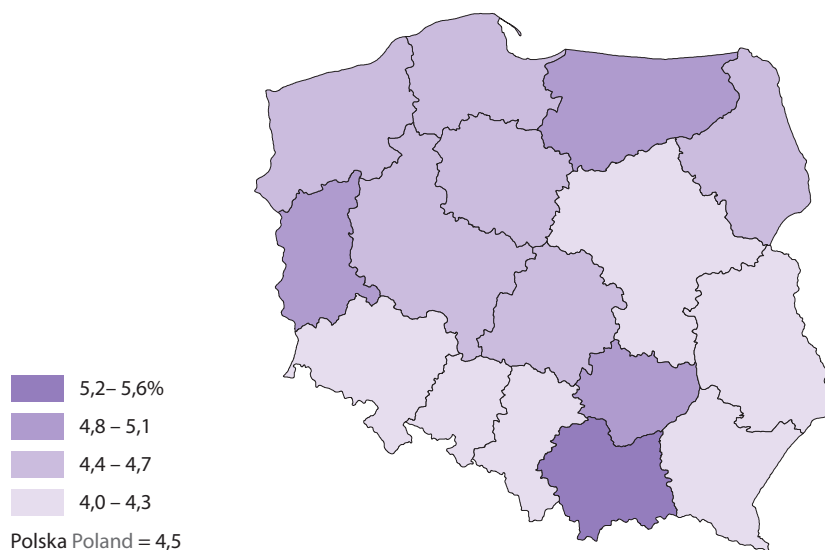 5,2– 5,6%
4,8 – 5,1
4,4 – 4,7
4,0 – 4,3
Polska Poland = 4,5